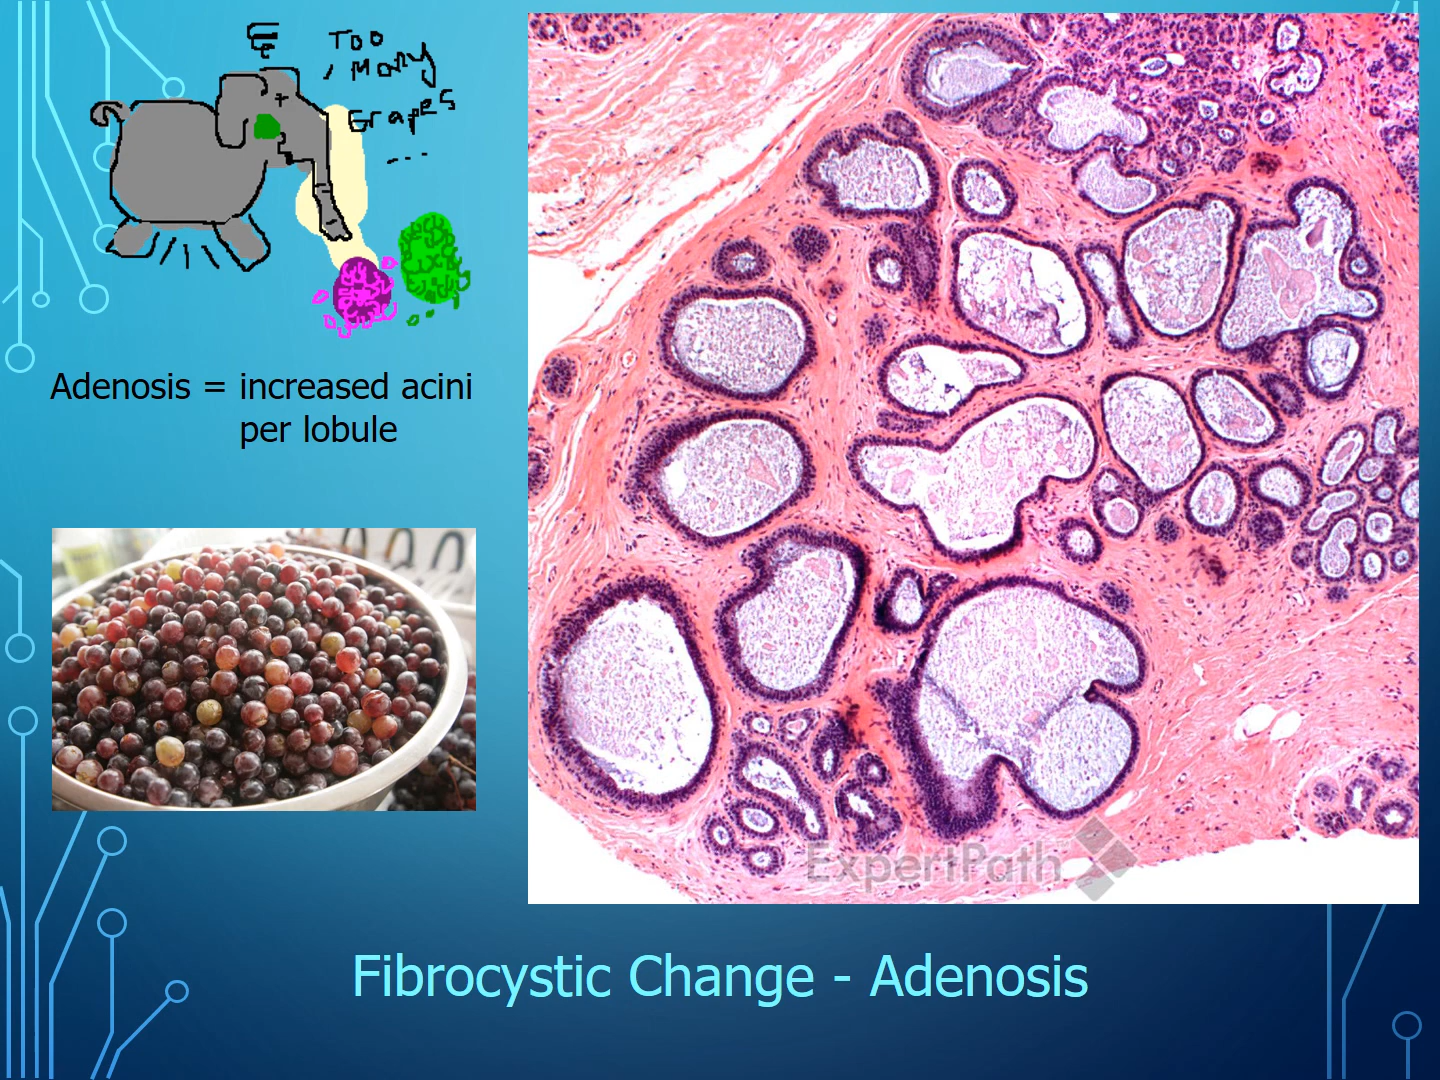 Too
Many
Grapes
...
Adenosis = increased acini
per lobule
ExpertPath
Fibrocystic Change - Adenosis